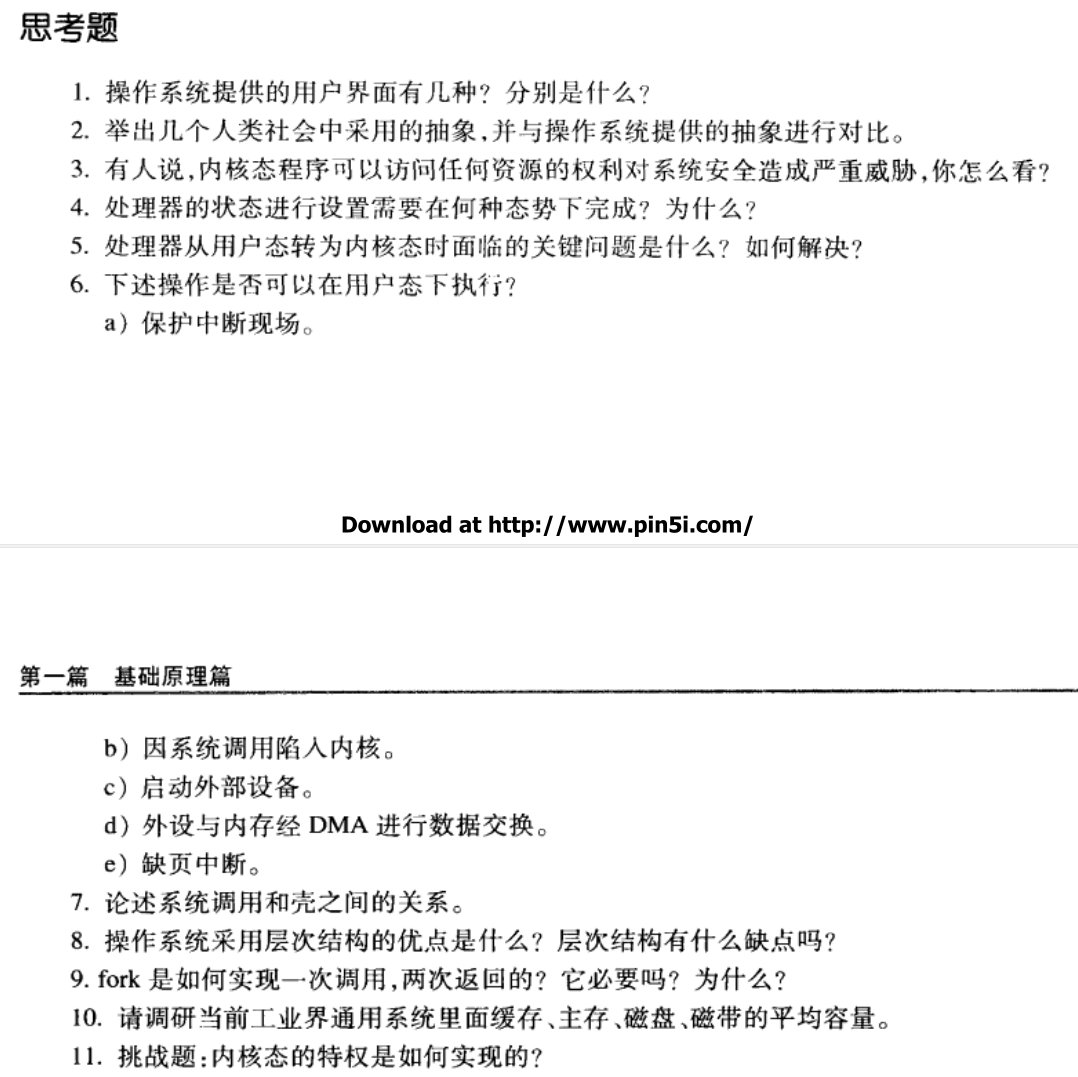 思考题
1. 操作系统提供的用户界面有几种？分别是什么？
2. 举出几个人类社会中采用的抽象,并与操作系统提供的抽象进行对比。
3. 有人说,内核态程序可以访问任何资源的权利对系统安全造成严重威胁,你怎么看?
4. 处理器的状态进行设置需要在何种态势下完成？为什么？
5. 处理器从用户态转为内核态时面临的关键问题是什么？如何解决？
6. 下述操作是否可以在用户态下执行？
a) 保护中断现场。
Download at http://www.pin5i.com/
第一篇 基础原理篇
b) 因系统调用陷入内核。
c) 启动外部设备。
d) 外设与内存经 DMA 进行数据交换。
e) 缺页中断。
7. 论述系统调用和壳之间的关系。
8. 操作系统采用层次结构的优点是什么？层次结构有什么缺点吗？
9. fork 是如何实现一次调用,两次返回的？它必要吗？为什么？
10. 请调研当前工业界通用系统里面缓存、主存、磁盘、磁带的平均容量。
11. 挑战题:内核态的特权是如何实现的?